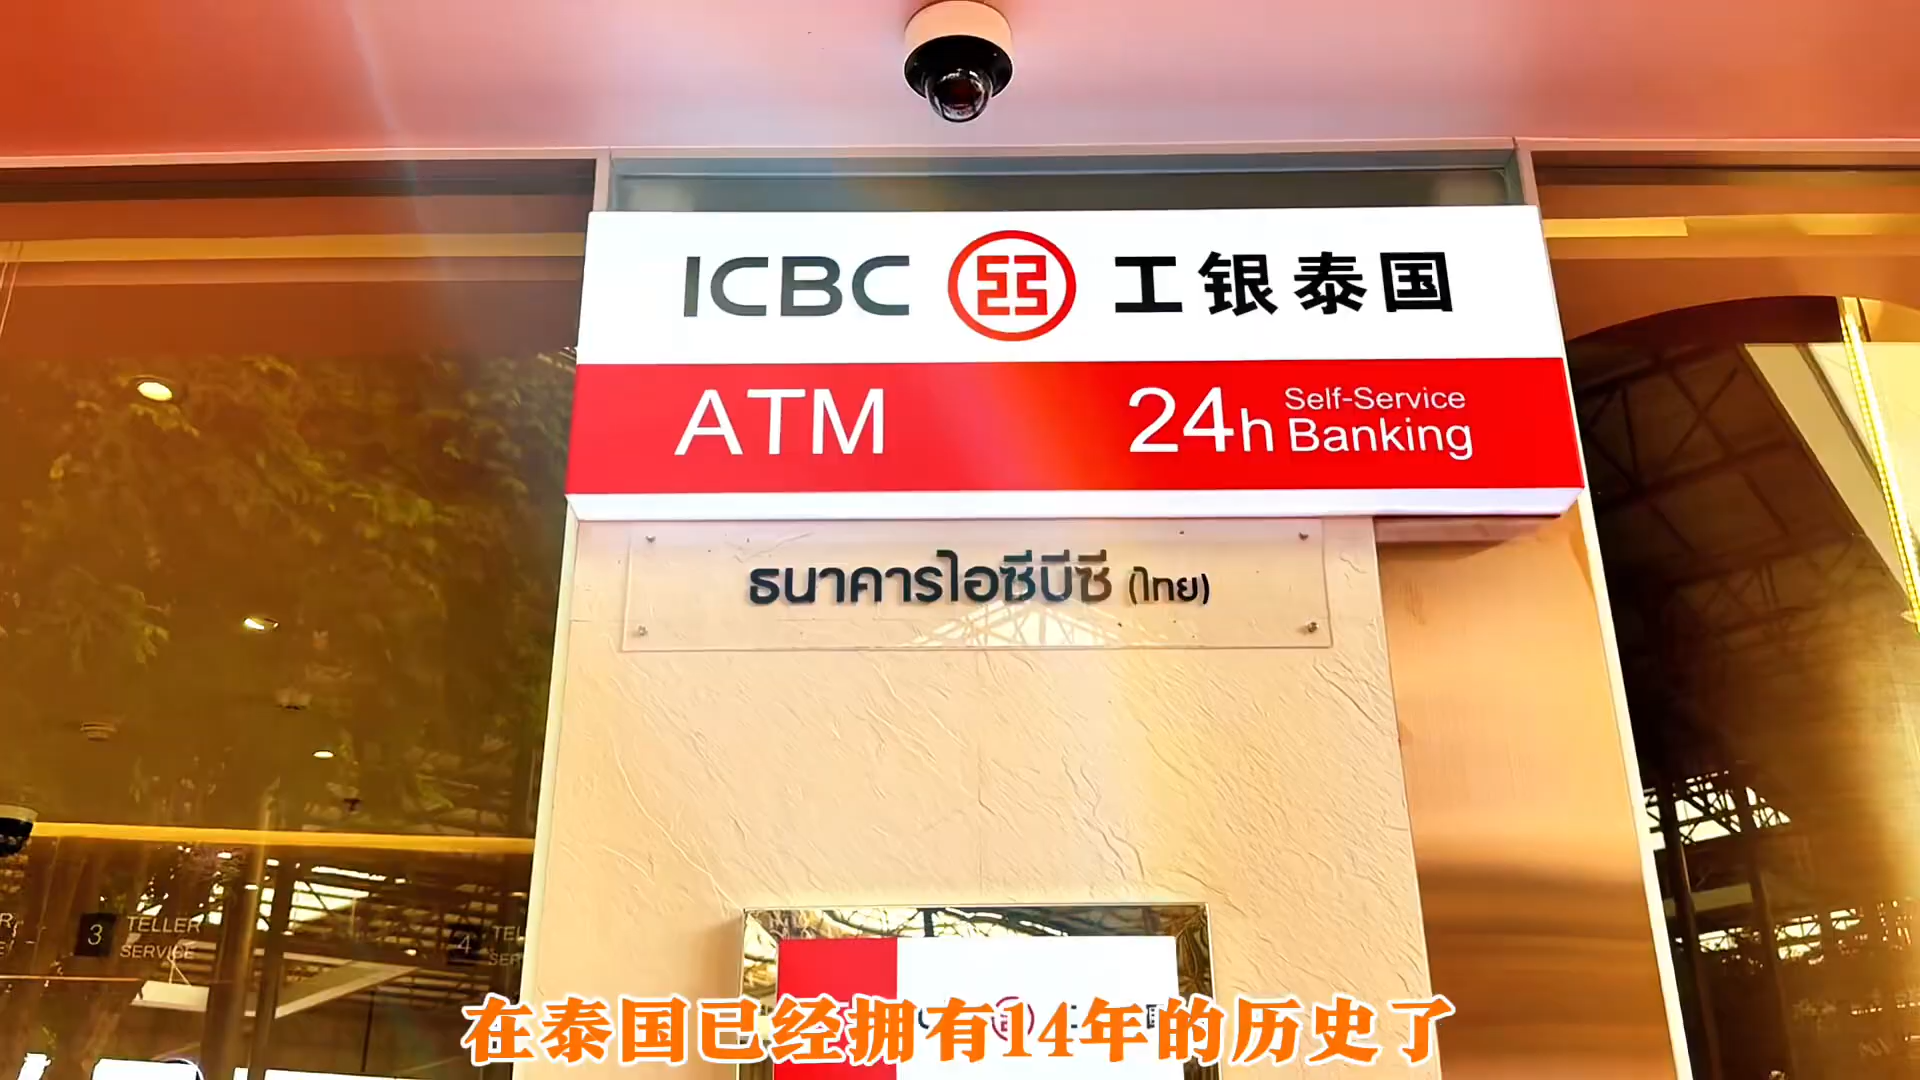 ICBC 工银泰国
ATM 24h Self-Service Banking
ธนาคารไอซีบีซี (ไทย)
3 TELLER SERVICE
4
在泰国已经拥有14年的历史了